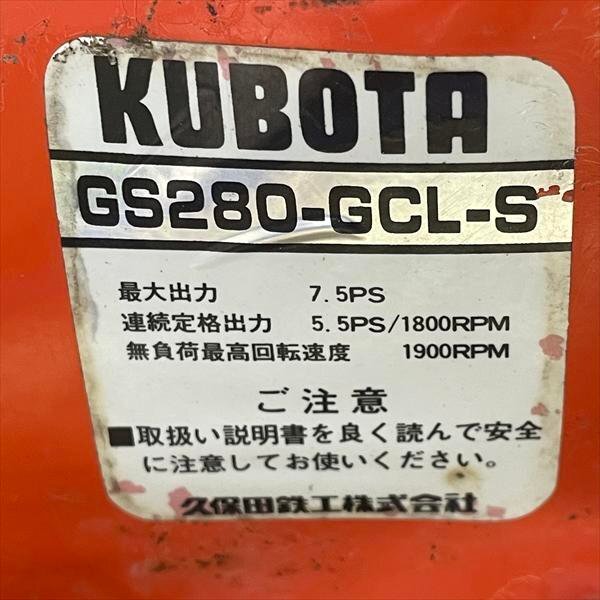 KUBOTA
GS280-GCL-S
最大出力 7.5PS
連続定格出力 5.5PS/1800RPM
無負荷最高回転速度 1900RPM
ご注意
■取扱い説明書を良く読んで安全
に注意してお使いください。
久保田鉄工株式会社